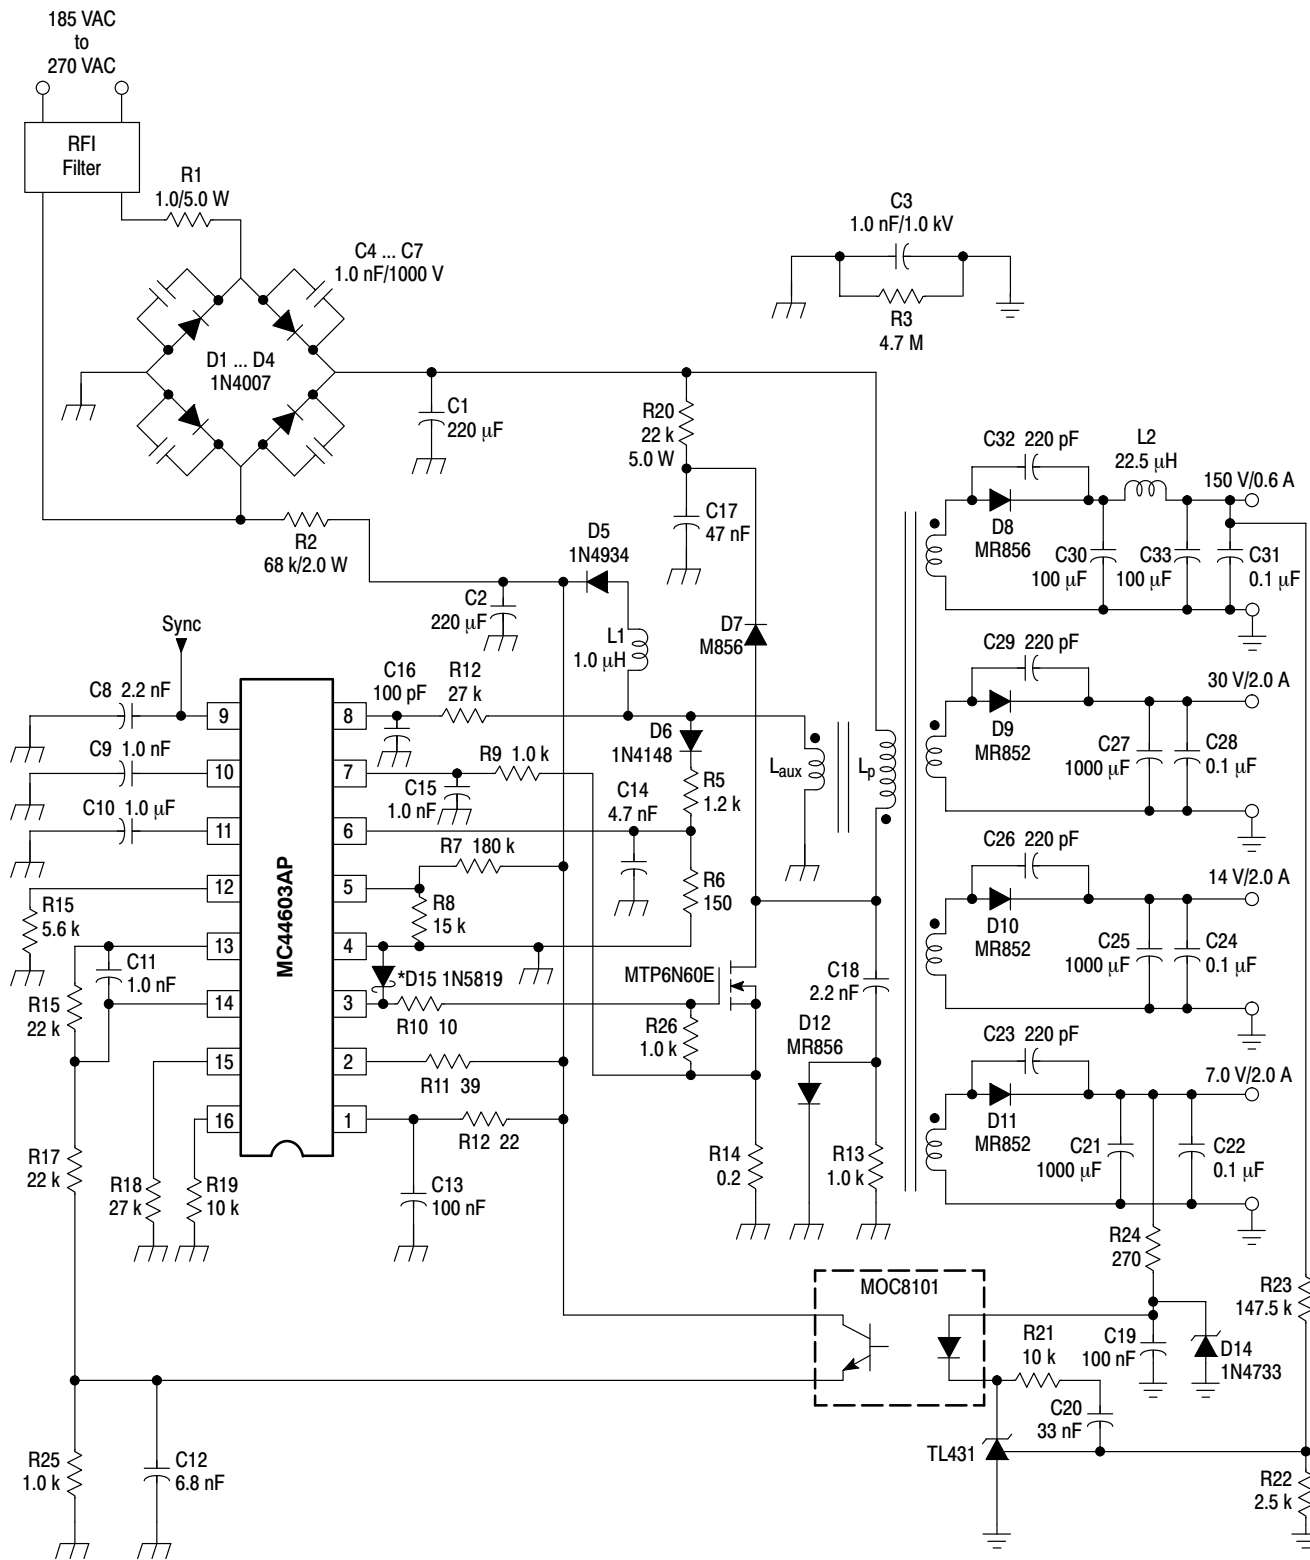 185 VAC
to
270 VAC
RFI
Filter
R1
1.0/5.0 W
C4 ... C7
1.0 nF/1000 V
D1 ... D4
1N4007
C3
1.0 nF/1.0 kV
R3
4.7 M
C1
220 µF
R20
22 k
5.0 W
C17
47 nF
R2
68 k/2.0 W
D5
1N4934
C2
220 µF
L1
1.0 µH
D7
M856
C32 220 pF
L2
22.5 µH
150 V/0.6 A
D8
MR856
C30
100 µF
C33
100 µF
C31
0.1 µF
Sync
C8 2.2 nF
C9 1.0 nF
C10 1.0 µF
R15
5.6 k
C11
1.0 nF
R15
22 k
R17
22 k
R18
27 k
R19
10 k
MC44603AP
9
10
11
12
13
14
15
16
8
7
6
5
4
3
2
1
C16
100 pF
R12
27 k
R9 1.0 k
C15
1.0 nF
D6
1N4148
C14
4.7 nF
R5
1.2 k
R7 180 k
R8
15 k
R6
150
*D15 1N5819
R10 10
R11 39
R12 22
C13
100 nF
Laux
Lp
MTP6N60E
R26
1.0 k
C18
2.2 nF
D12
MR856
R14
0.2
R13
1.0 k
C29 220 pF
30 V/2.0 A
D9
MR852
C27
1000 µF
C28
0.1 µF
C26 220 pF
14 V/2.0 A
D10
MR852
C25
1000 µF
C24
0.1 µF
C23 220 pF
7.0 V/2.0 A
D11
MR852
C21
1000 µF
C22
0.1 µF
R24
270
MOC8101
R21
10 k
C19
100 nF
D14
1N4733
R23
147.5 k
C20
33 nF
TL431
R22
2.5 k
R25
1.0 k
C12
6.8 nF